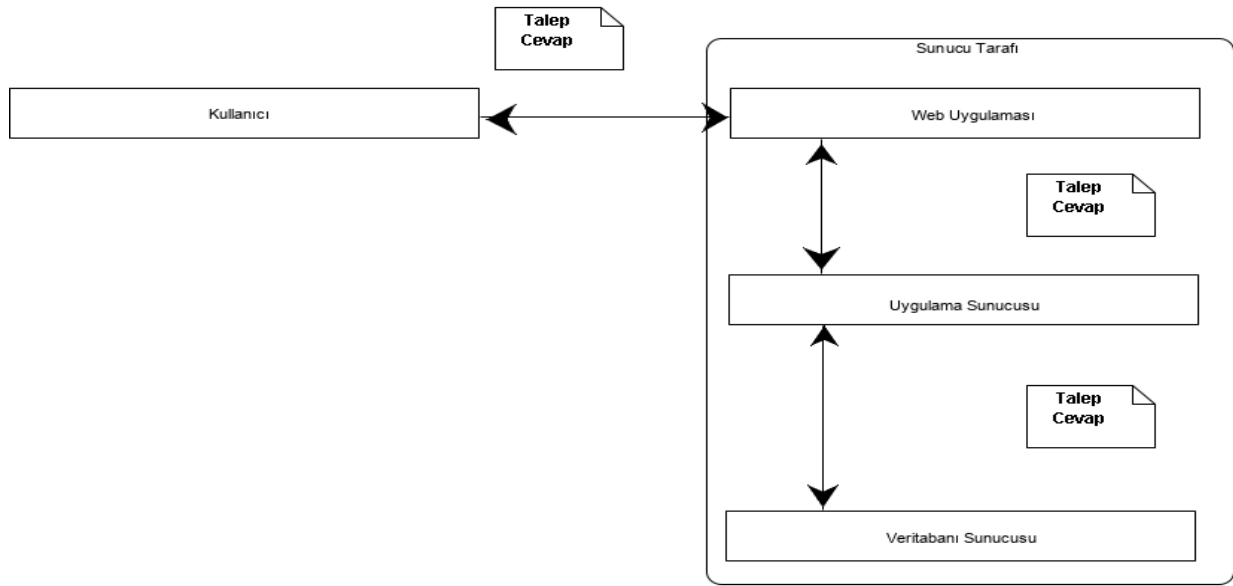 Talep
Cevap
Sunucu Tarafı
Kullanıcı
Web Uygulaması
Talep
Cevap
Uygulama Sunucusu
Talep
Cevap
Veritabanı Sunucusu